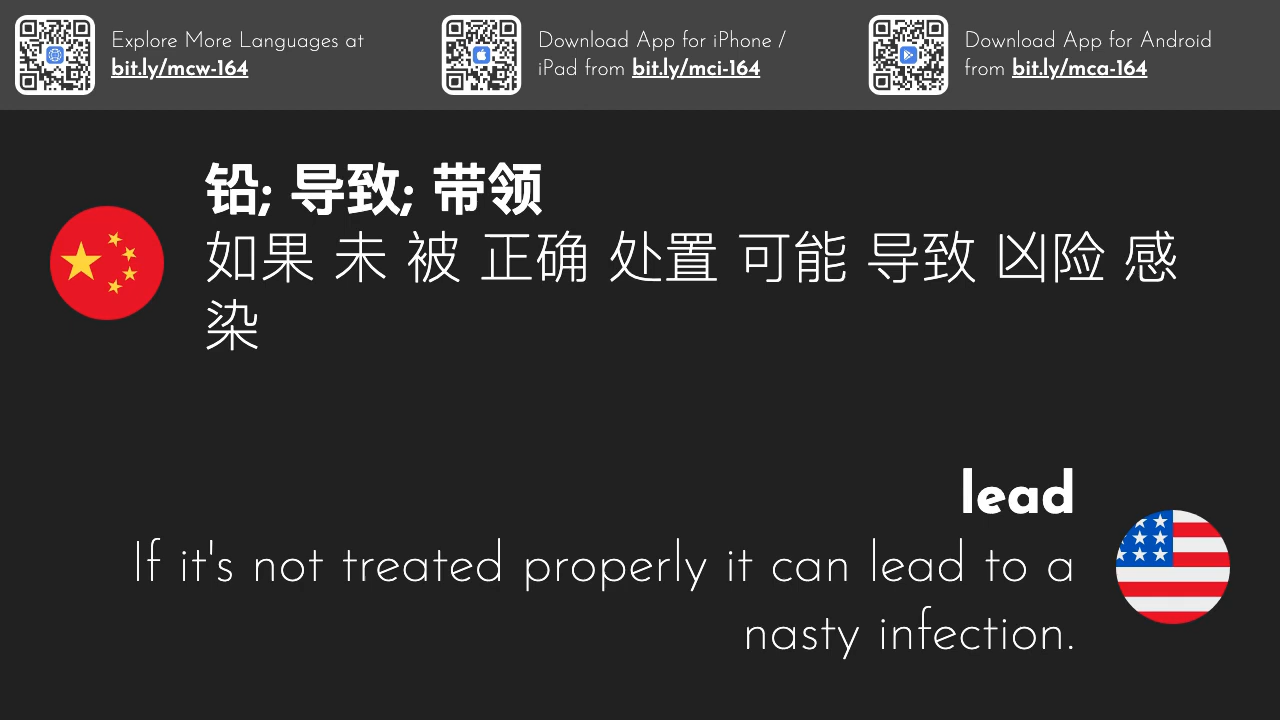 Explore More Languages at
bit.ly/mcw-164
Download App for iPhone /
iPad from bit.ly/mci-164
Download App for Android
from bit.ly/mca-164
铅; 导致; 带领
如果 未 被 正确 处置 可能 导致 凶险 感
染
lead
If it's not treated properly it can lead to a
nasty infection.